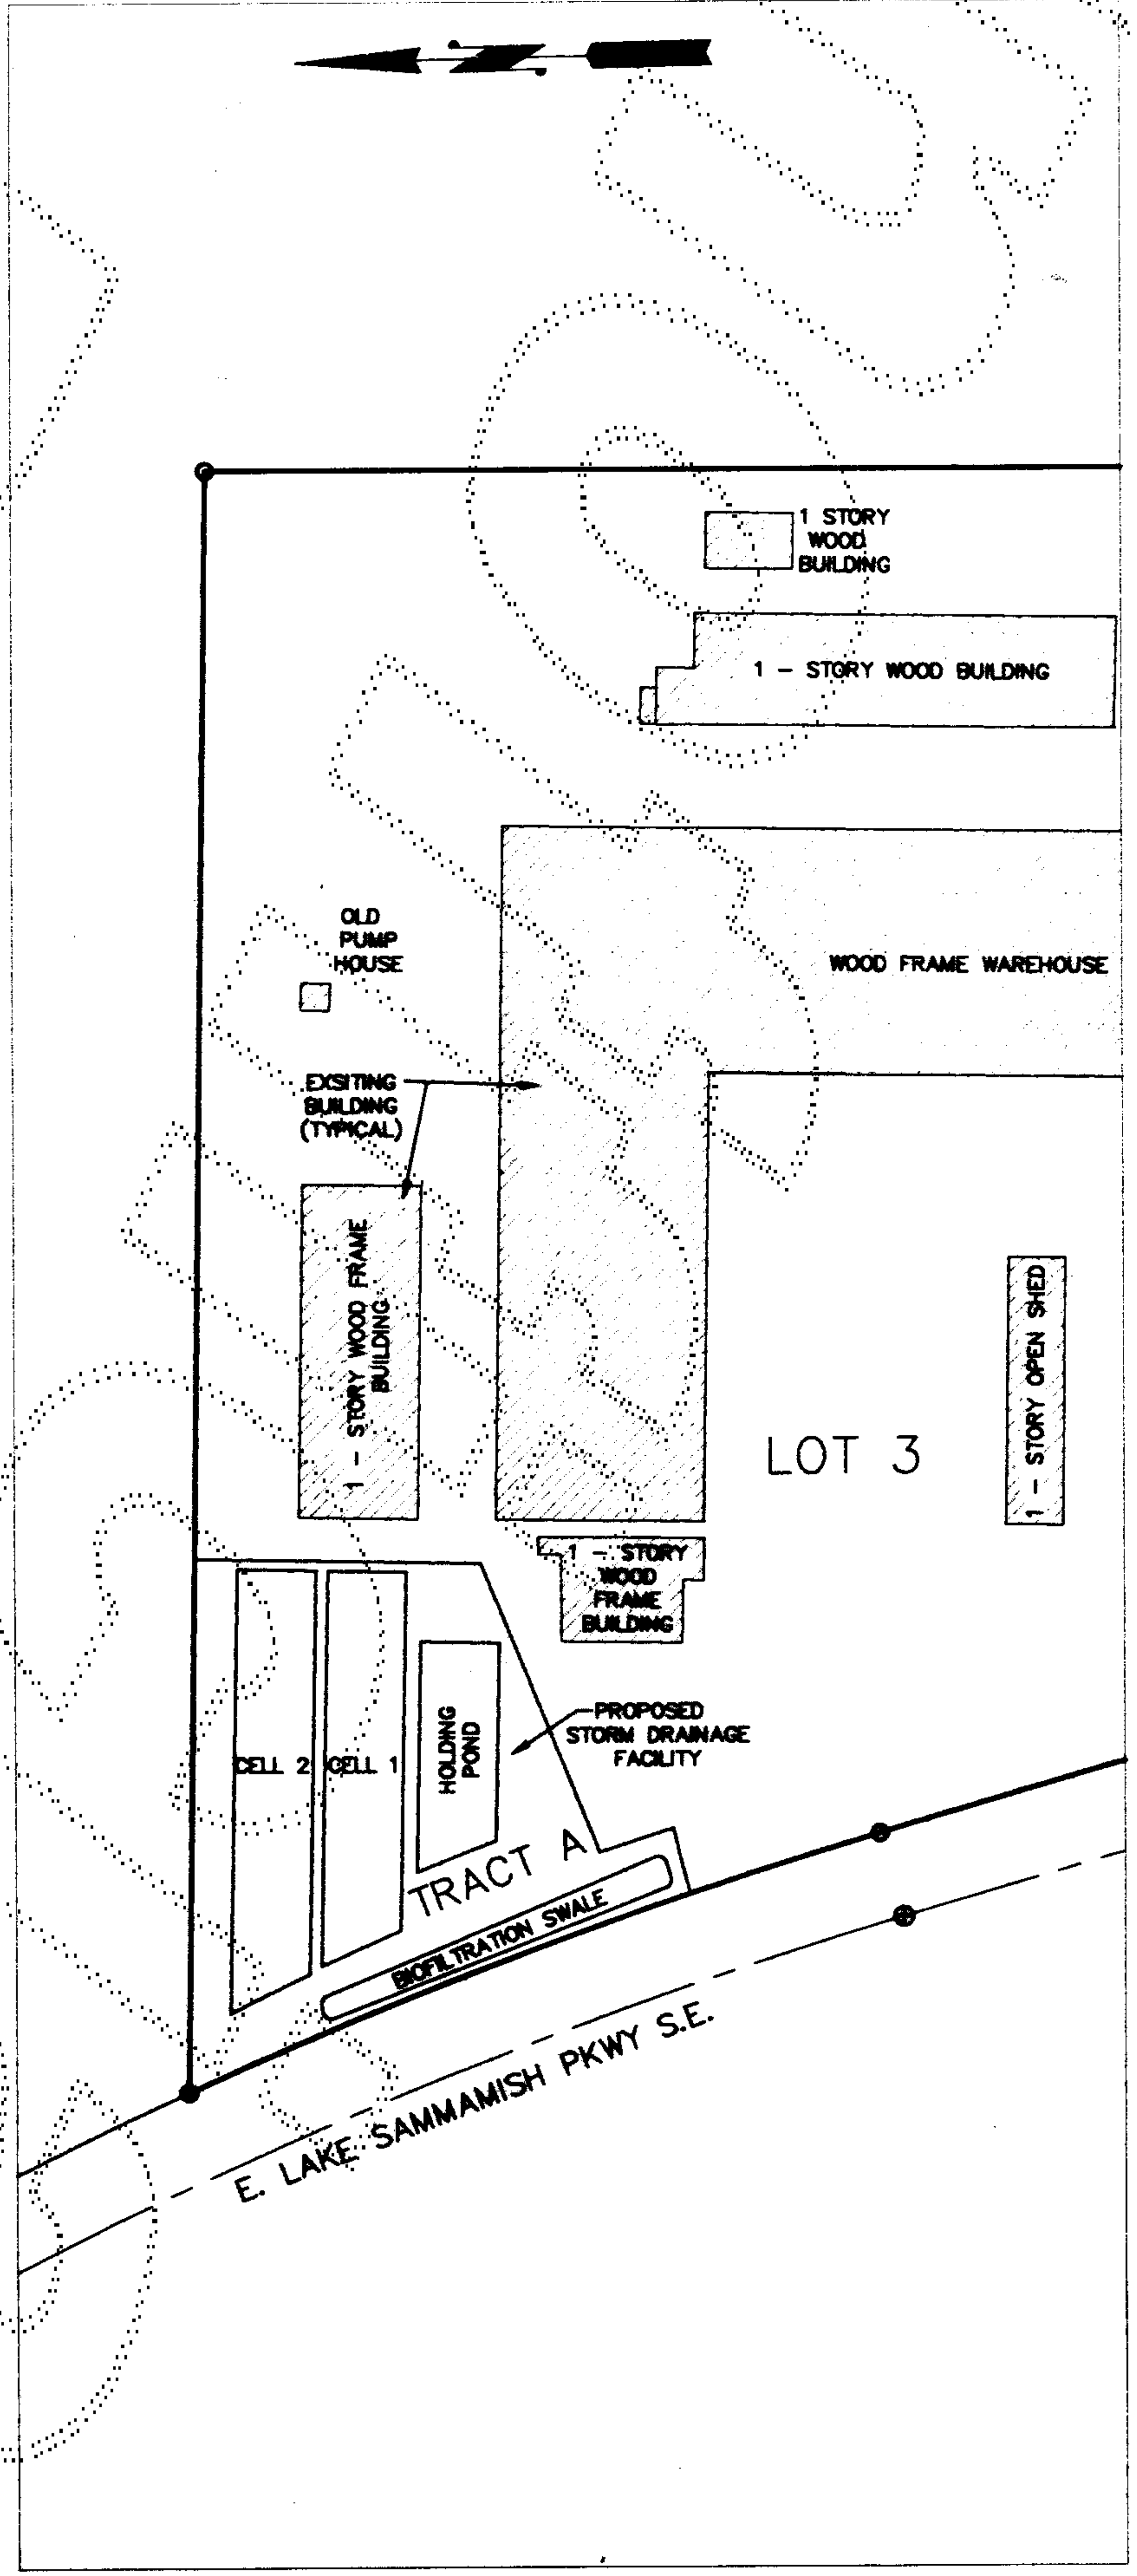 1 STORY
WOOD
BUILDING
1 - STORY WOOD BUILDING
OLD
PUMP
HOUSE
WOOD FRAME WAREHOUSE
EXSITING
BUILDING
(TYPICAL)
1 - STORY WOOD FRAME
BUILDING
1 - STORY OPEN SHED
LOT 3
1 - STORY
WOOD
FRAME
BUILDING
PROPOSED
STORM DRAINAGE
FACILITY
HOLDING
POND
CELL 2
CELL 1
TRACT A
BIOFILTRATION SWALE
E. LAKE SAMMAMISH PKWY S.E.